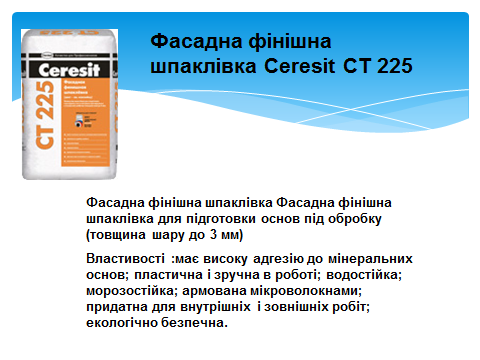 Фасадна фінішна
шпаклівка Ceresit CT 225
Ceresit
CT 225
Фасадна фінішна шпаклівка Фасадна фінішна
шпаклівка для підготовки основ під обробку
(товщина шару до 3 мм)
Властивості :має високу адгезію до мінеральних
основ; пластична і зручна в роботі; водостійка;
морозостійка; армована мікроволокнами;
придатна для внутрішніх і зовнішніх робіт;
екологічно безпечна.